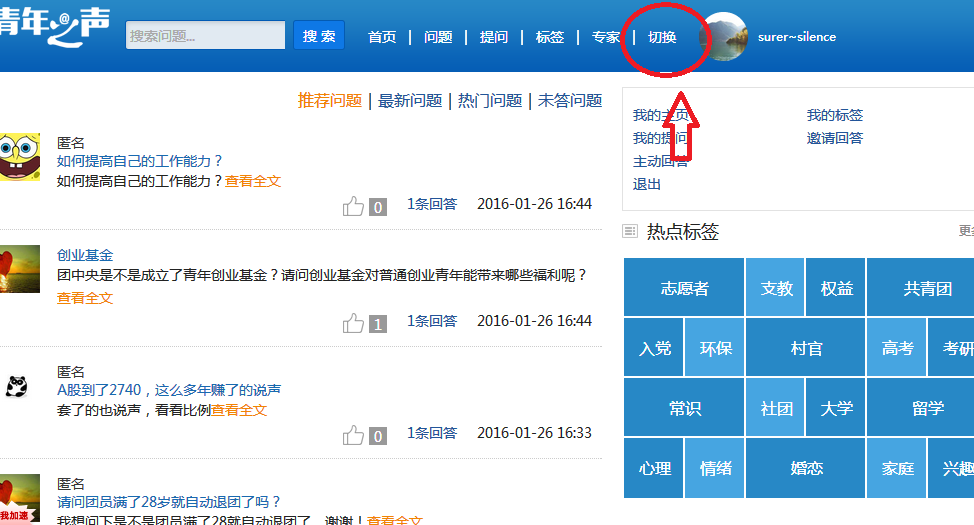 青年之声
搜索问题...
搜 索
首页 | 问题 | 提问 | 标签 | 专家 | 切换
surer~silence
推荐问题 | 最新问题 | 热门问题 | 未答问题
匿名
如何提高自己的工作能力？
如何提高自己的工作能力？查看全文
0 1条回答 2016-01-26 16:44
创业基金
团中央是不是成立了青年创业基金？请问创业基金对普通创业青年能带来哪些福利呢？
查看全文
1 1条回答 2016-01-26 16:44
匿名
A股到了2740，这么多年赚了的说声
套了的也说声，看看比例查看全文
0 1条回答 2016-01-26 16:33
匿名
请问团员满了28岁就自动退团了吗？
我想问下是不是团员满了28岁就自动退团了，谢谢！查看全文
我加速
我的主页 我的标签
我的提问 邀请回答
主动回答
退出
热点标签 更多
志愿者 支教 权益 共青团
入党 环保 村官 高考 考研
常识 社团 大学 留学
心理 情绪 婚恋 家庭 兴趣